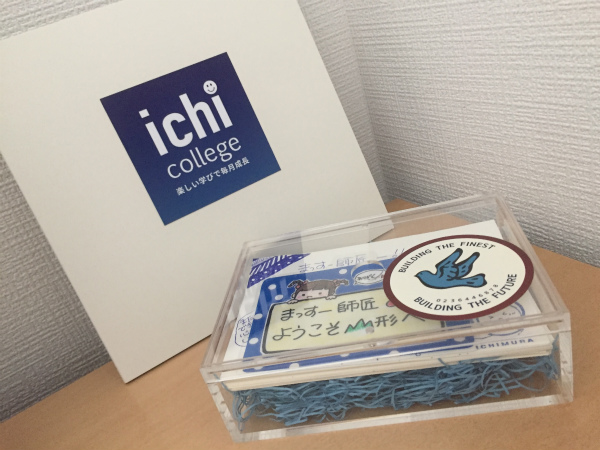 ichi
college
楽しい学びで毎月成長
BUILDING THE FINEST
0236446878
BUILDING THE FUTURE
まっすー師匠
ようこそ山形へ
ICHIMURA